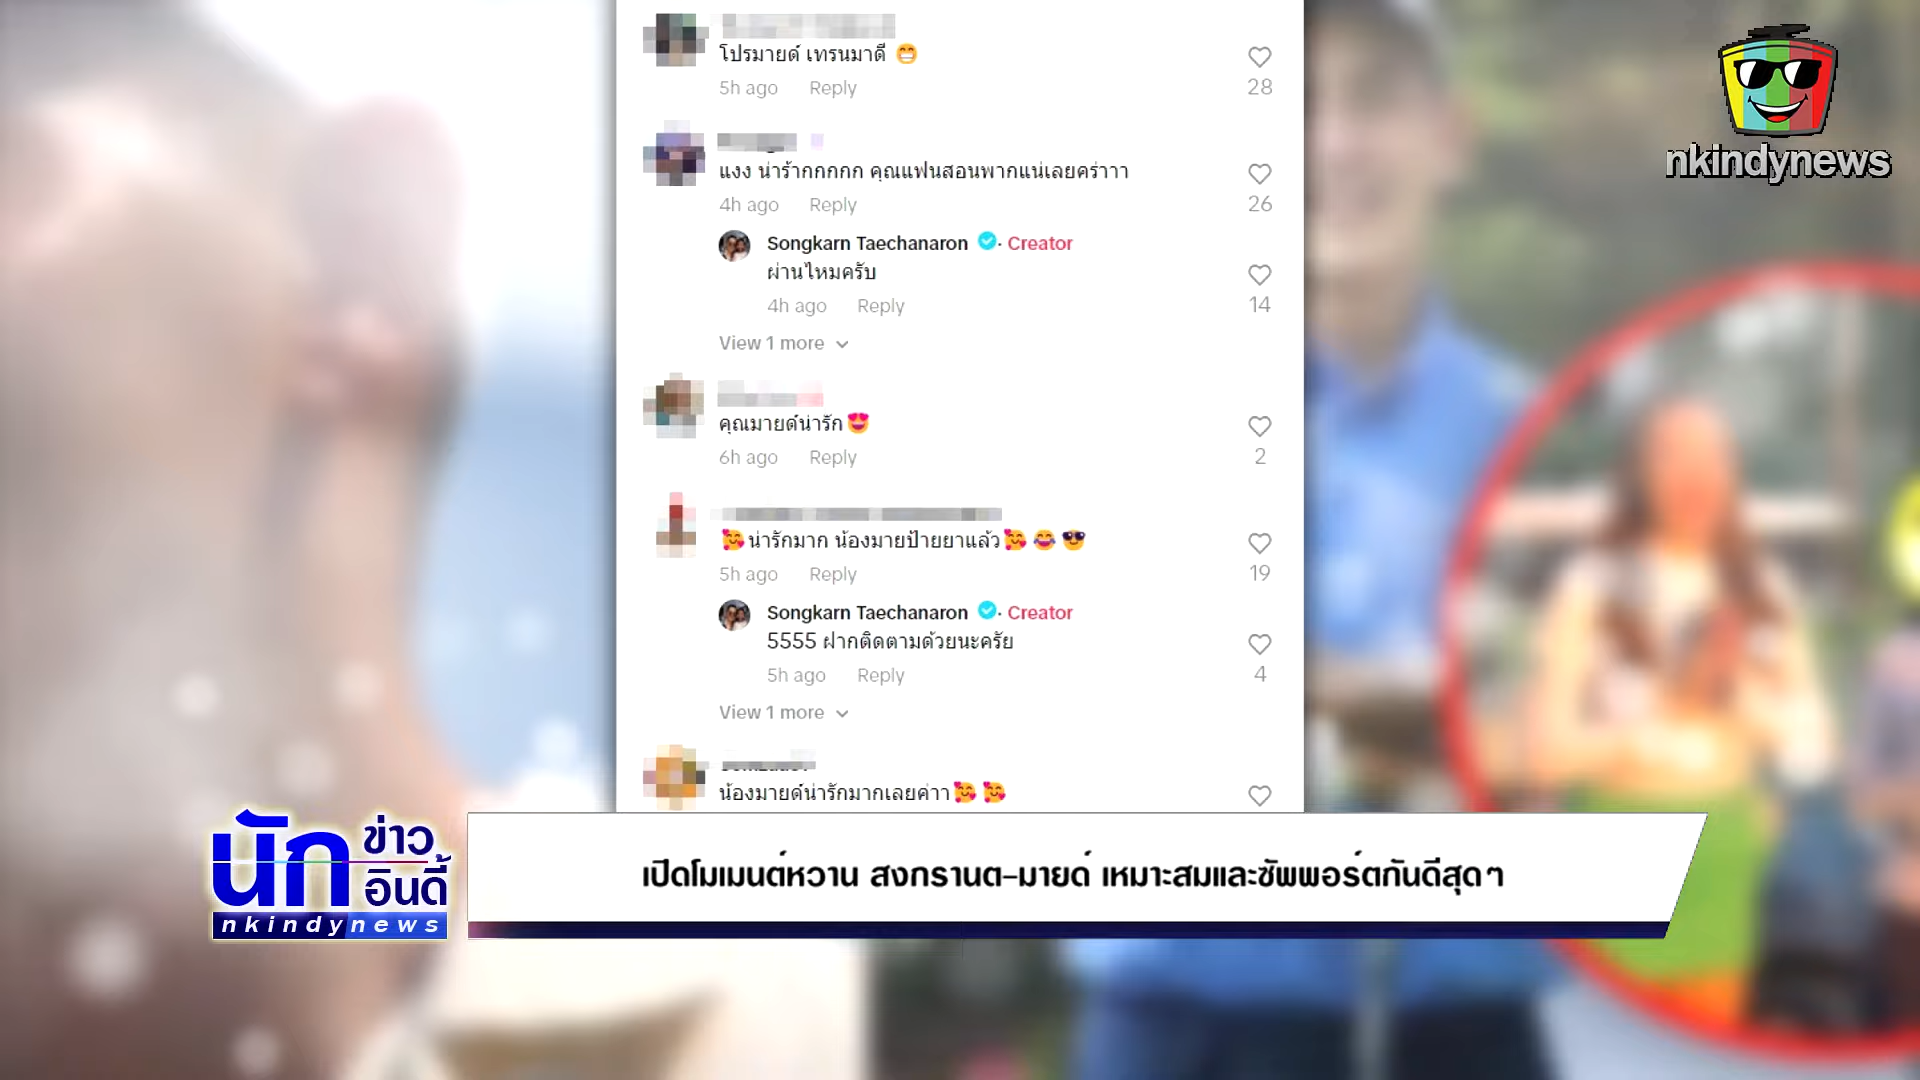 โปรมายด์ เทรนมาดี 😁
5h ago Reply
28
แงง น่าร้ากกกกก คุณแฟนสอนพากแน่เลยคร่าาา
4h ago Reply
26
Songkarn Taechanaron · Creator
ผ่านไหมครับ
4h ago Reply
14
View 1 more
คุณมายด์น่ารัก😍
6h ago Reply
2
🥰น่ารักมาก น้องมายป้ายยาแล้ว🥰😂😎
5h ago Reply
19
Songkarn Taechanaron · Creator
5555 ฝากติดตามด้วยนะครัย
5h ago Reply
4
View 1 more
น้องมายด์น่ารักมากเลยค่าา🥰🥰
nkindynews
นักข่าวอินดี้
nkindynews
เปิดโมเมนต์หวาน สงกรานต์-มายด์ เหมาะสมและซัพพอร์ตกันดีสุดๆ